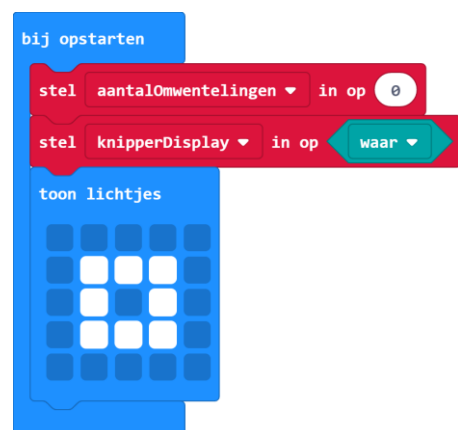 bij opstarten
stel aantalOmwentelingen in op 0
stel knipperDisplay in op waar
toon lichtjes